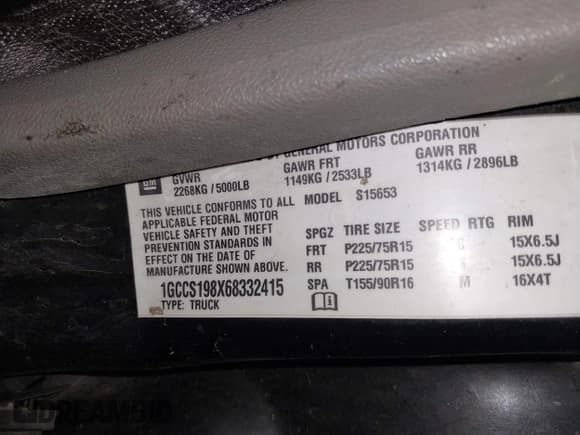 GENERAL MOTORS CORPORATION
GM GVWR GAWR FRT GAWR RR
2268KG / 5000LB 1149KG / 2533LB 1314KG / 2896LB
THIS VEHICLE CONFORMS TO ALL MODEL S15653
APPLICABLE FEDERAL MOTOR
VEHICLE SAFETY AND THEFT SPGZ TIRE SIZE SPEED RTG RIM
PREVENTION STANDARDS IN FRT P225/75R15 15X6.5J
EFFECT ON THE DATE OF RR P225/75R15 15X6.5J
MANUFACTURE SHOWN ABOVE. SPA T155/90R16 M 16X4T
1GCCS198X68332415
TYPE: TRUCK
DREAMBID